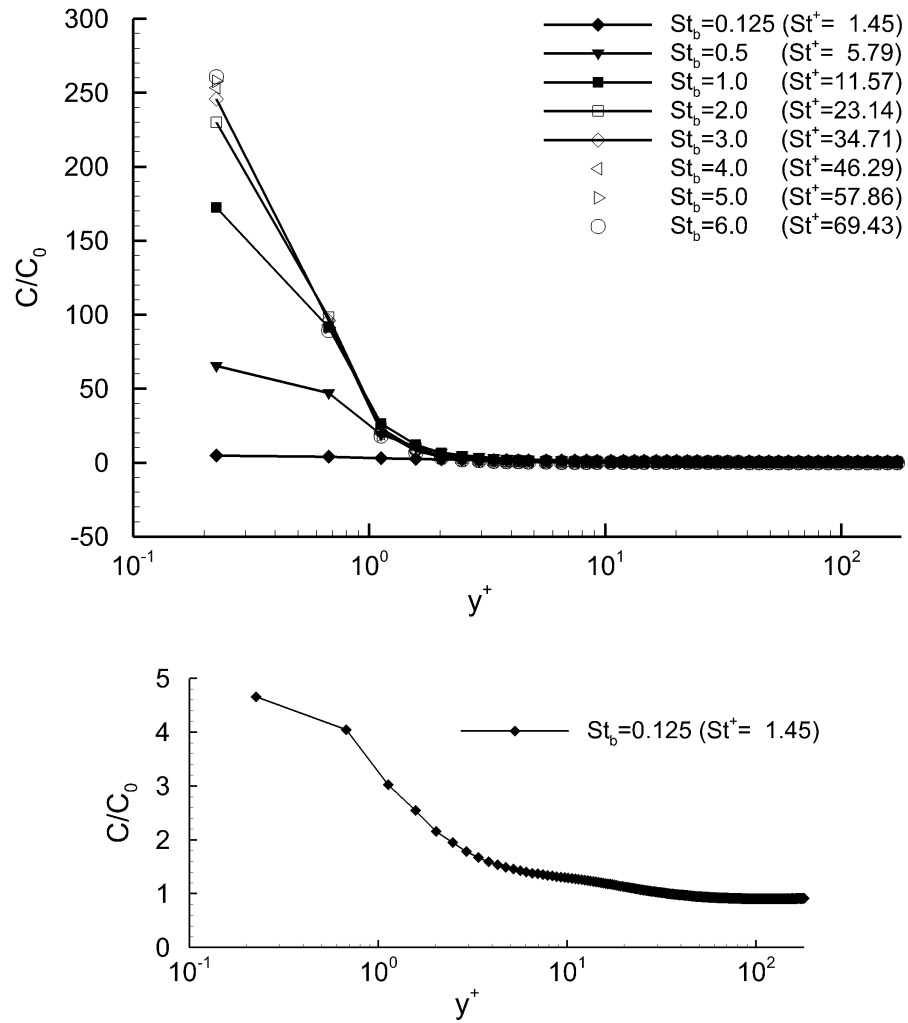 300
250
200
150
100
50
0
-50
C/C₀
10⁻¹ 10⁰ 10¹ 10²
y⁺
St_b=0.125 (St⁺= 1.45)
St_b=0.5 (St⁺= 5.79)
St_b=1.0 (St⁺=11.57)
St_b=2.0 (St⁺=23.14)
St_b=3.0 (St⁺=34.71)
St_b=4.0 (St⁺=46.29)
St_b=5.0 (St⁺=57.86)
St_b=6.0 (St⁺=69.43)
5
4
3
2
1
0
C/C₀
10⁻¹ 10⁰ 10¹ 10²
y⁺
St_b=0.125 (St⁺= 1.45)